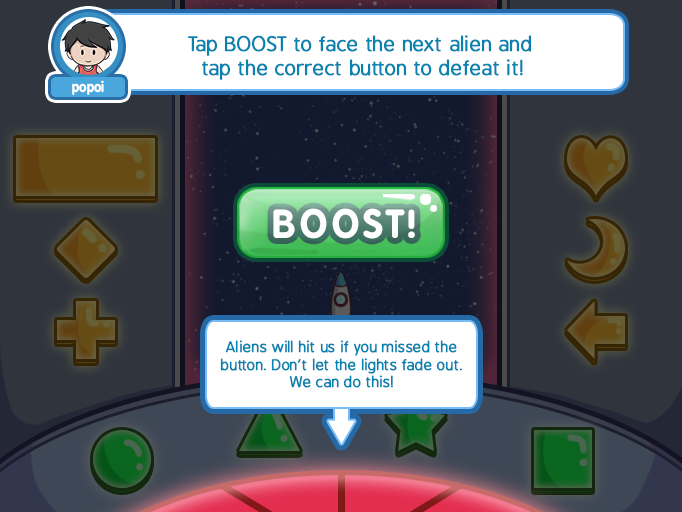 Tap BOOST to face the next alien and
tap the correct button to defeat it!
popoi
BOOST!
Aliens will hit us if you missed the
button. Don't let the lights fade out.
We can do this!